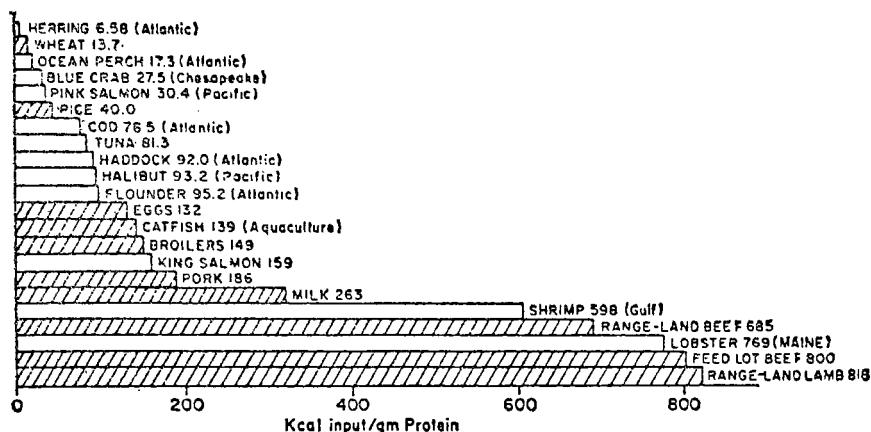 HERRING 6.58 (Atlantic)
WHEAT 13.7
OCEAN PERCH 17.3 (Atlantic)
BLUE CRAB 27.5 (Chesapeake)
PINK SALMON 30.4 (Pacific)
RICE 40.0
COD 76.5 (Atlantic)
TUNA 81.3
HADDOCK 92.0 (Atlantic)
HALIBUT 93.2 (Pacific)
FLOUNDER 95.2 (Atlantic)
EGGS 132
CATFISH 139 (Aquaculture)
BROILERS 149
KING SALMON 159
PORK 186
MILK 263
SHRIMP 598 (Gulf)
RANGE-LAND BEEF 685
LOBSTER 769 (MAINE)
FEED LOT BEEF 800
RANGE-LAND LAMB 818
0 200 400 600 800
Kcal input/gm Protein